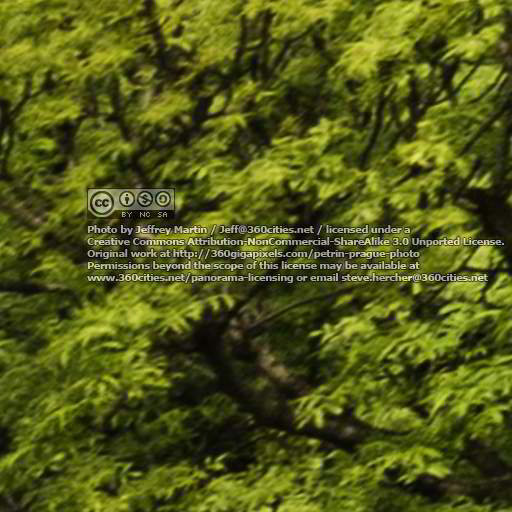 cc
BY NC SA
Photo by Jeffrey Martin / Jeff@360cities.net / licensed under a
Creative Commons Attribution-NonCommercial-ShareAlike 3.0 Unported License.
Original work at http://360gigapixels.com/petrin-prague-photo
Permissions beyond the scope of this license may be available at
www.360cities.net/panorama-licensing or email steve.hercher@360cities.net